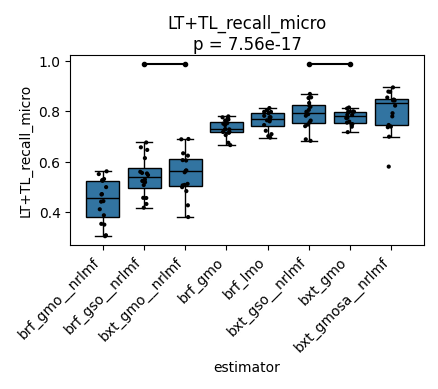 LT+TL_recall_micro
p = 7.56e-17
LT+TL_recall_micro
1.0
0.8
0.6
0.4
brf_gmo__nrlmf
brf_gso__nrlmf
bxt_gmo__nrlmf
brf_gmo
brf_lmo
bxt_gso__nrlmf
bxt_gmo
bxt_gmosa__nrlmf
estimator